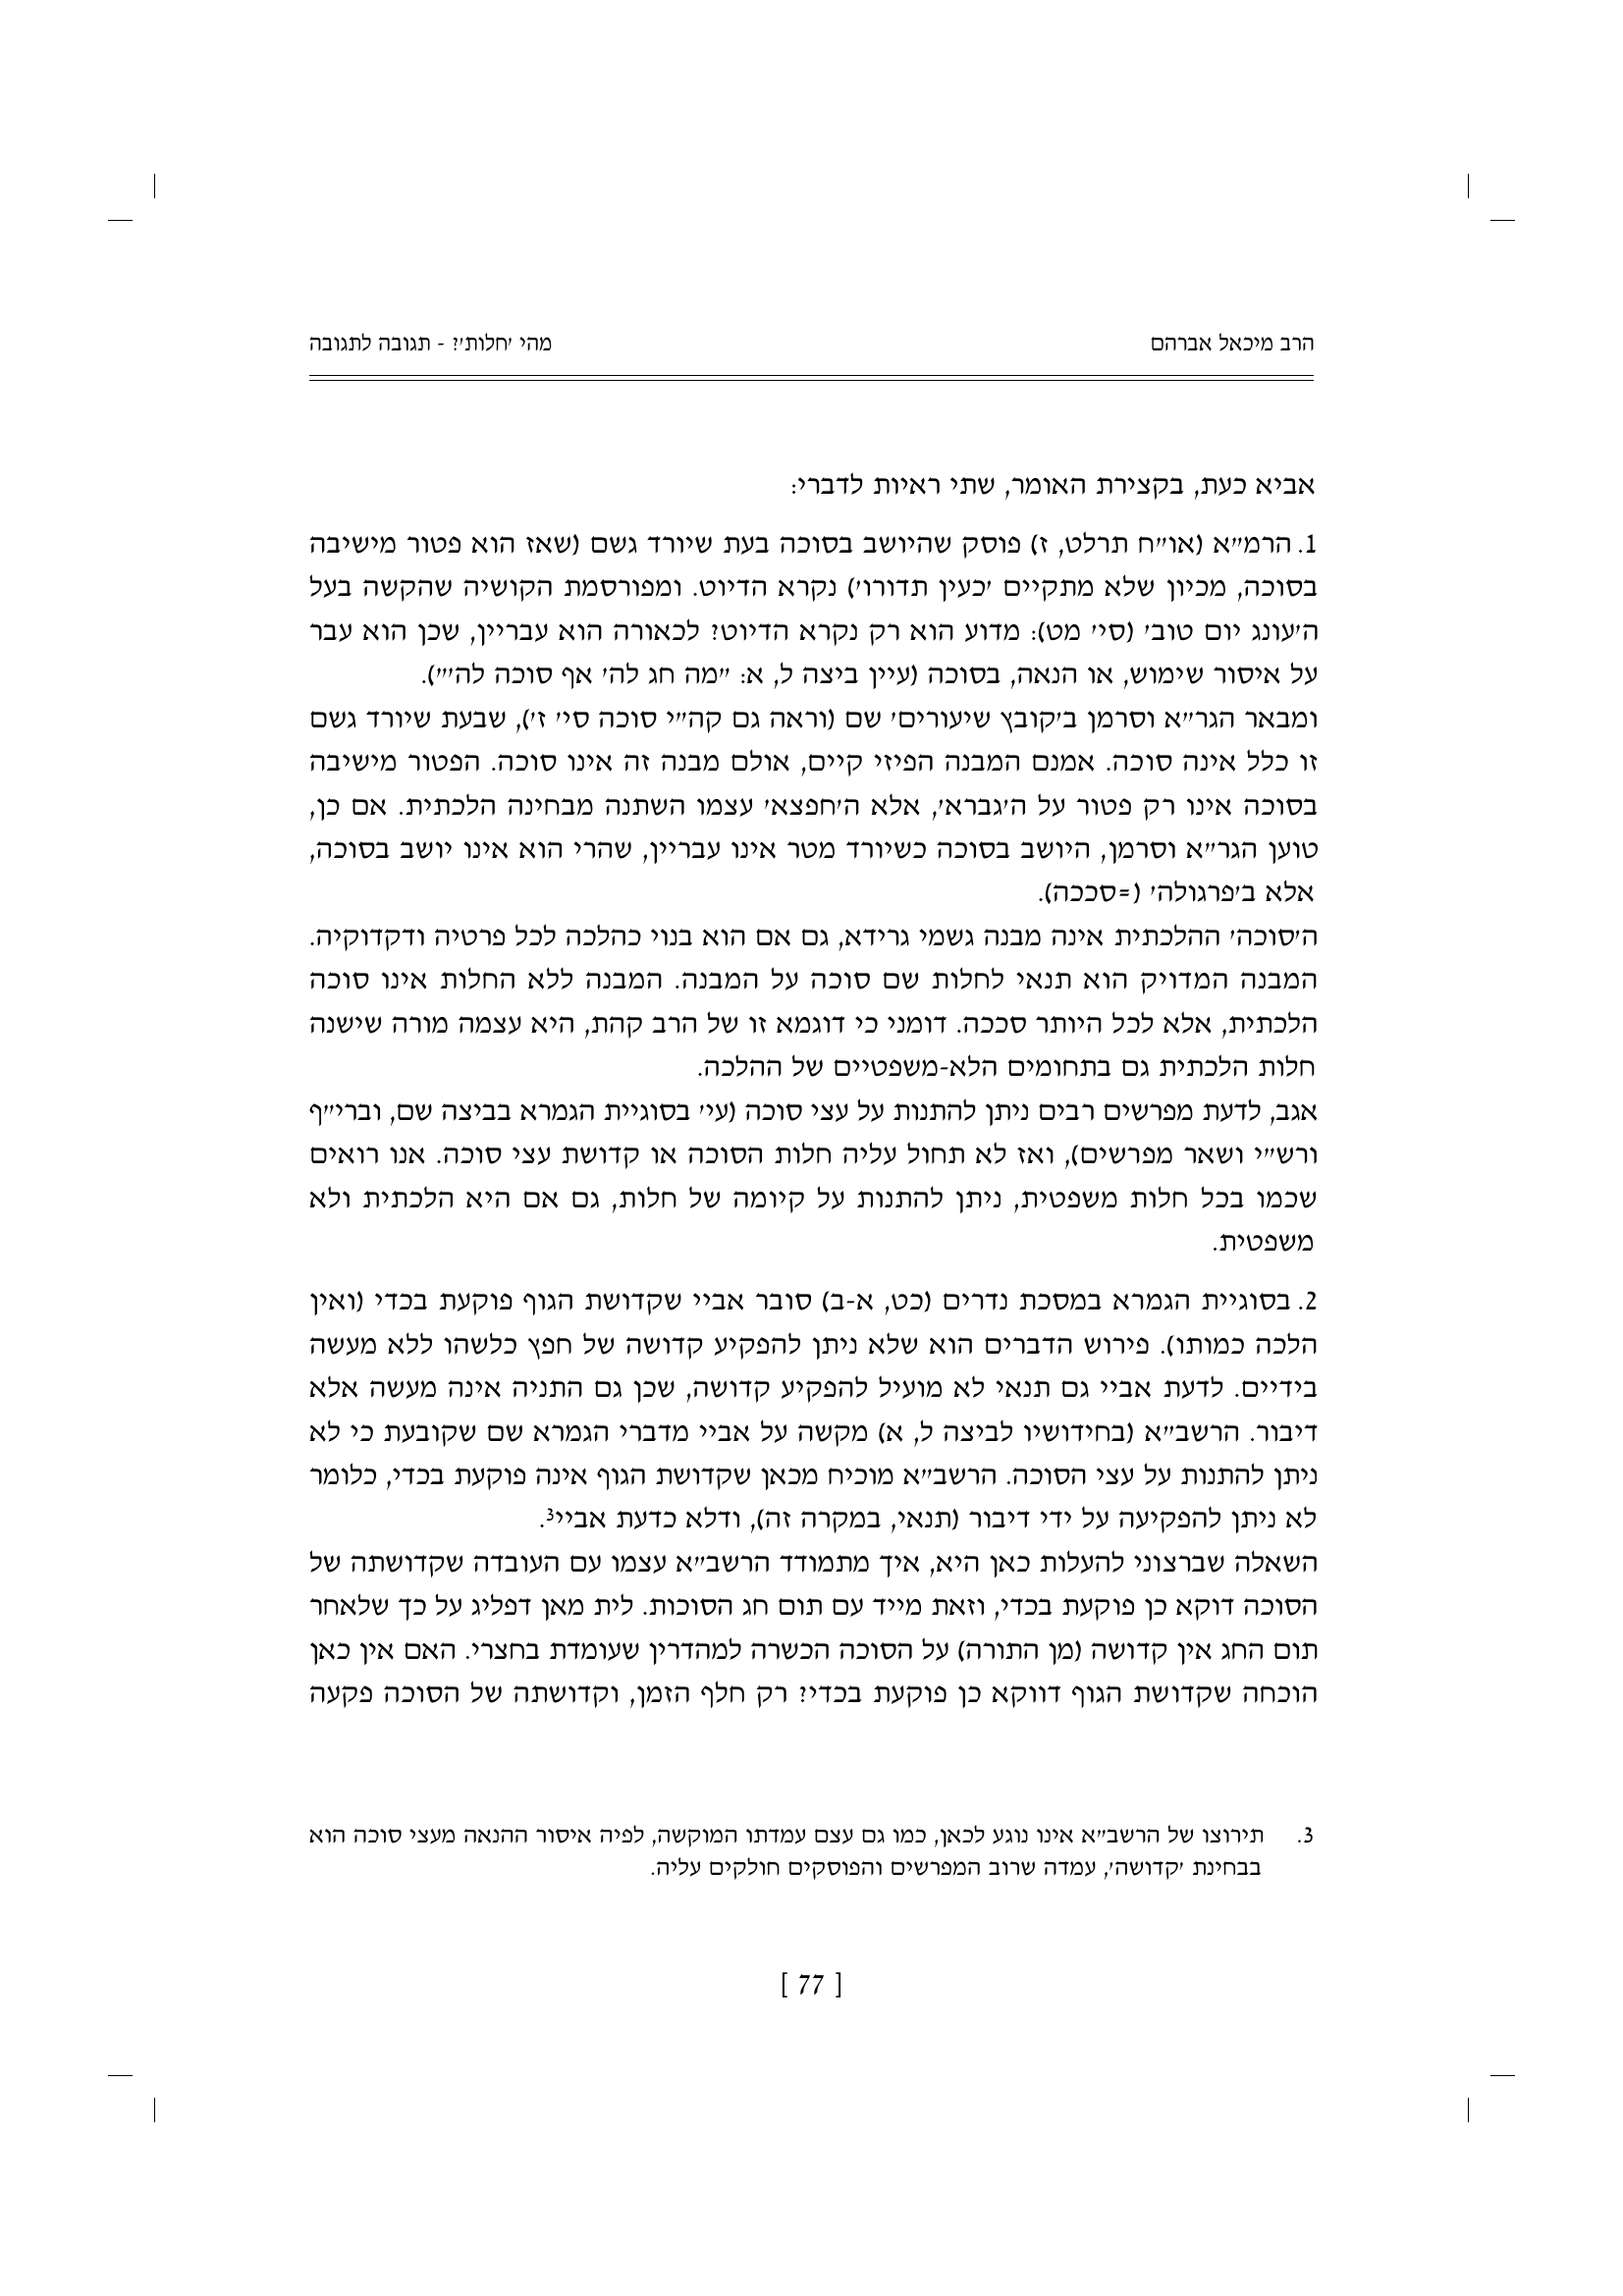 הרב מיכאל אברהם
מהי 'חלות'? - תגובה לתגובה
אביא כעת, בקצירת האומר, שתי ראיות לדברי:
1. הרמ"א (או"ח תרלט, ז) פוסק שהיושב בסוכה בעת שיורד גשם (שאז הוא פטור מישיבה
בסוכה, מכיון שלא מתקיים 'כעין תדורו') נקרא הדיוט. ומפורסמת הקושיה שהקשה בעל
ה'עונג יום טוב' (סי' מט): מדוע הוא רק נקרא הדיוט? לכאורה הוא עבריין, שכן הוא עבר
על איסור שימוש, או הנאה, בסוכה (עיין ביצה ל, א: "מה חג לה' אף סוכה לה'").
ומבאר הגר"א וסרמן ב'קובץ שיעורים' שם (וראה גם קה"י סוכה סי' ז'), שבעת שיורד גשם
זו כלל אינה סוכה. אמנם המבנה הפיזי קיים, אולם מבנה זה אינו סוכה. הפטור מישיבה
בסוכה אינו רק פטור על ה'גברא', אלא ה'חפצא' עצמו השתנה מבחינה הלכתית. אם כן,
טוען הגר"א וסרמן, היושב בסוכה כשיורד מטר אינו עבריין, שהרי הוא אינו יושב בסוכה,
אלא ב'פרגולה' (=סככה).
ה'סוכה' ההלכתית אינה מבנה גשמי גרידא, גם אם הוא בנוי כהלכה לכל פרטיה ודקדוקיה.
המבנה המדויק הוא תנאי לחלות שם סוכה על המבנה. המבנה ללא החלות אינו סוכה
הלכתית, אלא לכל היותר סככה. דומני כי דוגמא זו של הרב קהת, היא עצמה מורה שישנה
חלות הלכתית גם בתחומים הלא-משפטיים של ההלכה.
אגב, לדעת מפרשים רבים ניתן להתנות על עצי סוכה (עי' בסוגיית הגמרא בביצה שם, וברי"ף
ורש"י ושאר מפרשים), ואז לא תחול עליה חלות הסוכה או קדושת עצי סוכה. אנו רואים
שכמו בכל חלות משפטית, ניתן להתנות על קיומה של חלות, גם אם היא הלכתית ולא
משפטית.
2. בסוגיית הגמרא במסכת נדרים (כט, א-ב) סובר אביי שקדושת הגוף פוקעת בכדי (ואין
הלכה כמותו). פירוש הדברים הוא שלא ניתן להפקיע קדושה של חפץ כלשהו ללא מעשה
בידיים. לדעת אביי גם תנאי לא מועיל להפקיע קדושה, שכן גם התניה אינה מעשה אלא
דיבור. הרשב"א (בחידושיו לביצה ל, א) מקשה על אביי מדברי הגמרא שם שקובעת כי לא
ניתן להתנות על עצי הסוכה. הרשב"א מוכיח מכאן שקדושת הגוף אינה פוקעת בכדי, כלומר
לא ניתן להפקיעה על ידי דיבור (תנאי, במקרה זה), ודלא כדעת אביי³.
השאלה שברצוני להעלות כאן היא, איך מתמודד הרשב"א עצמו עם העובדה שקדושתה של
הסוכה דוקא כן פוקעת בכדי, וזאת מייד עם תום חג הסוכות. לית מאן דפליג על כך שלאחר
תום החג אין קדושה (מן התורה) על הסוכה הכשרה למהדרין שעומדת בחצרי. האם אין כאן
הוכחה שקדושת הגוף דווקא כן פוקעת בכדי? רק חלף הזמן, וקדושתה של הסוכה פקעה
3. תירוצו של הרשב"א אינו נוגע לכאן, כמו גם עצם עמדתו המוקשה, לפיה איסור ההנאה מעצי סוכה הוא
בבחינת 'קדושה', עמדה שרוב המפרשים והפוסקים חולקים עליה.
[ 77 ]